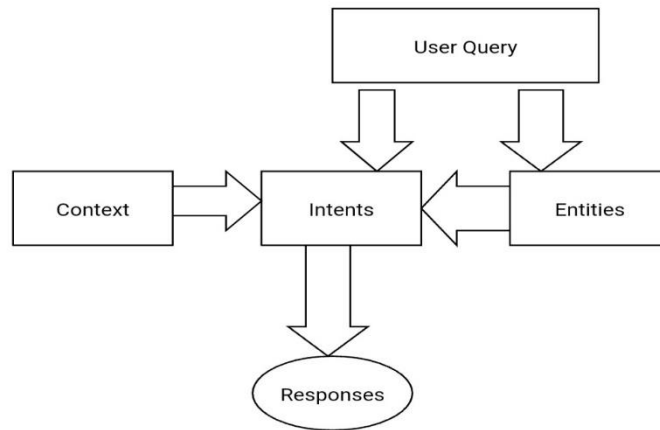 User Query
Context
Intents
Entities
Responses